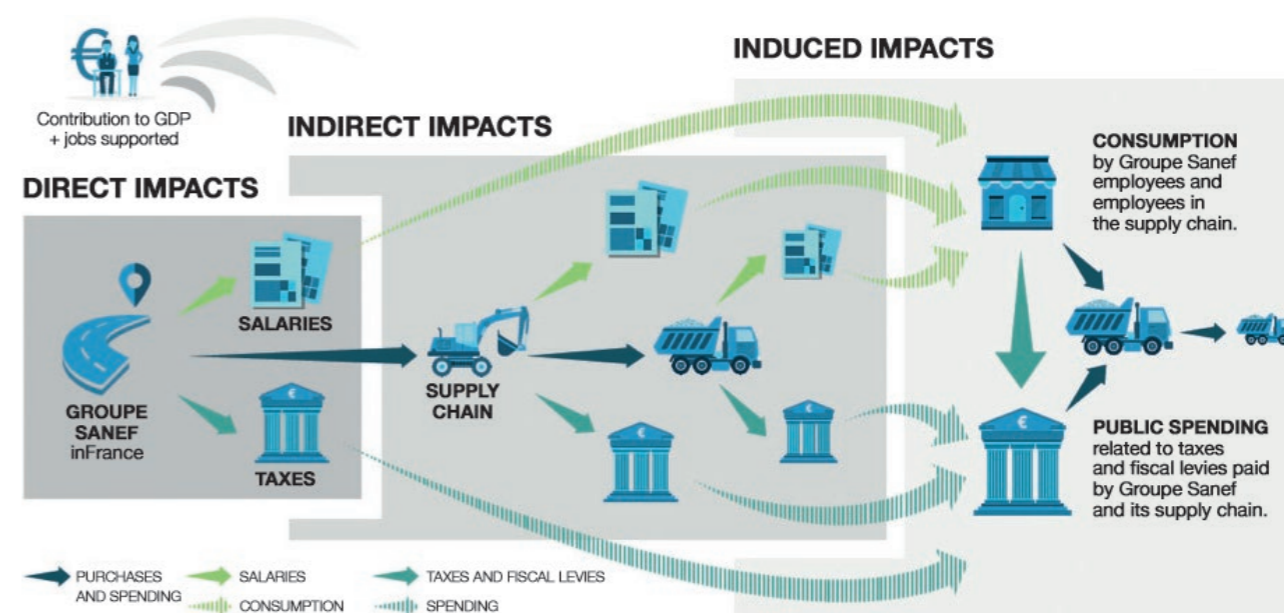 Contribution to GDP
+ jobs supported
DIRECT IMPACTS
INDIRECT IMPACTS
INDUCED IMPACTS
GROUPE
SANEF
inFrance
SALARIES
TAXES
SUPPLY
CHAIN
CONSUMPTION
by Groupe Sanef
employees and
employees in
the supply chain.
PUBLIC SPENDING
related to taxes
and fiscal levies paid
by Groupe Sanef
and its supply chain.
PURCHASES
AND SPENDING
SALARIES
CONSUMPTION
TAXES AND FISCAL LEVIES
SPENDING